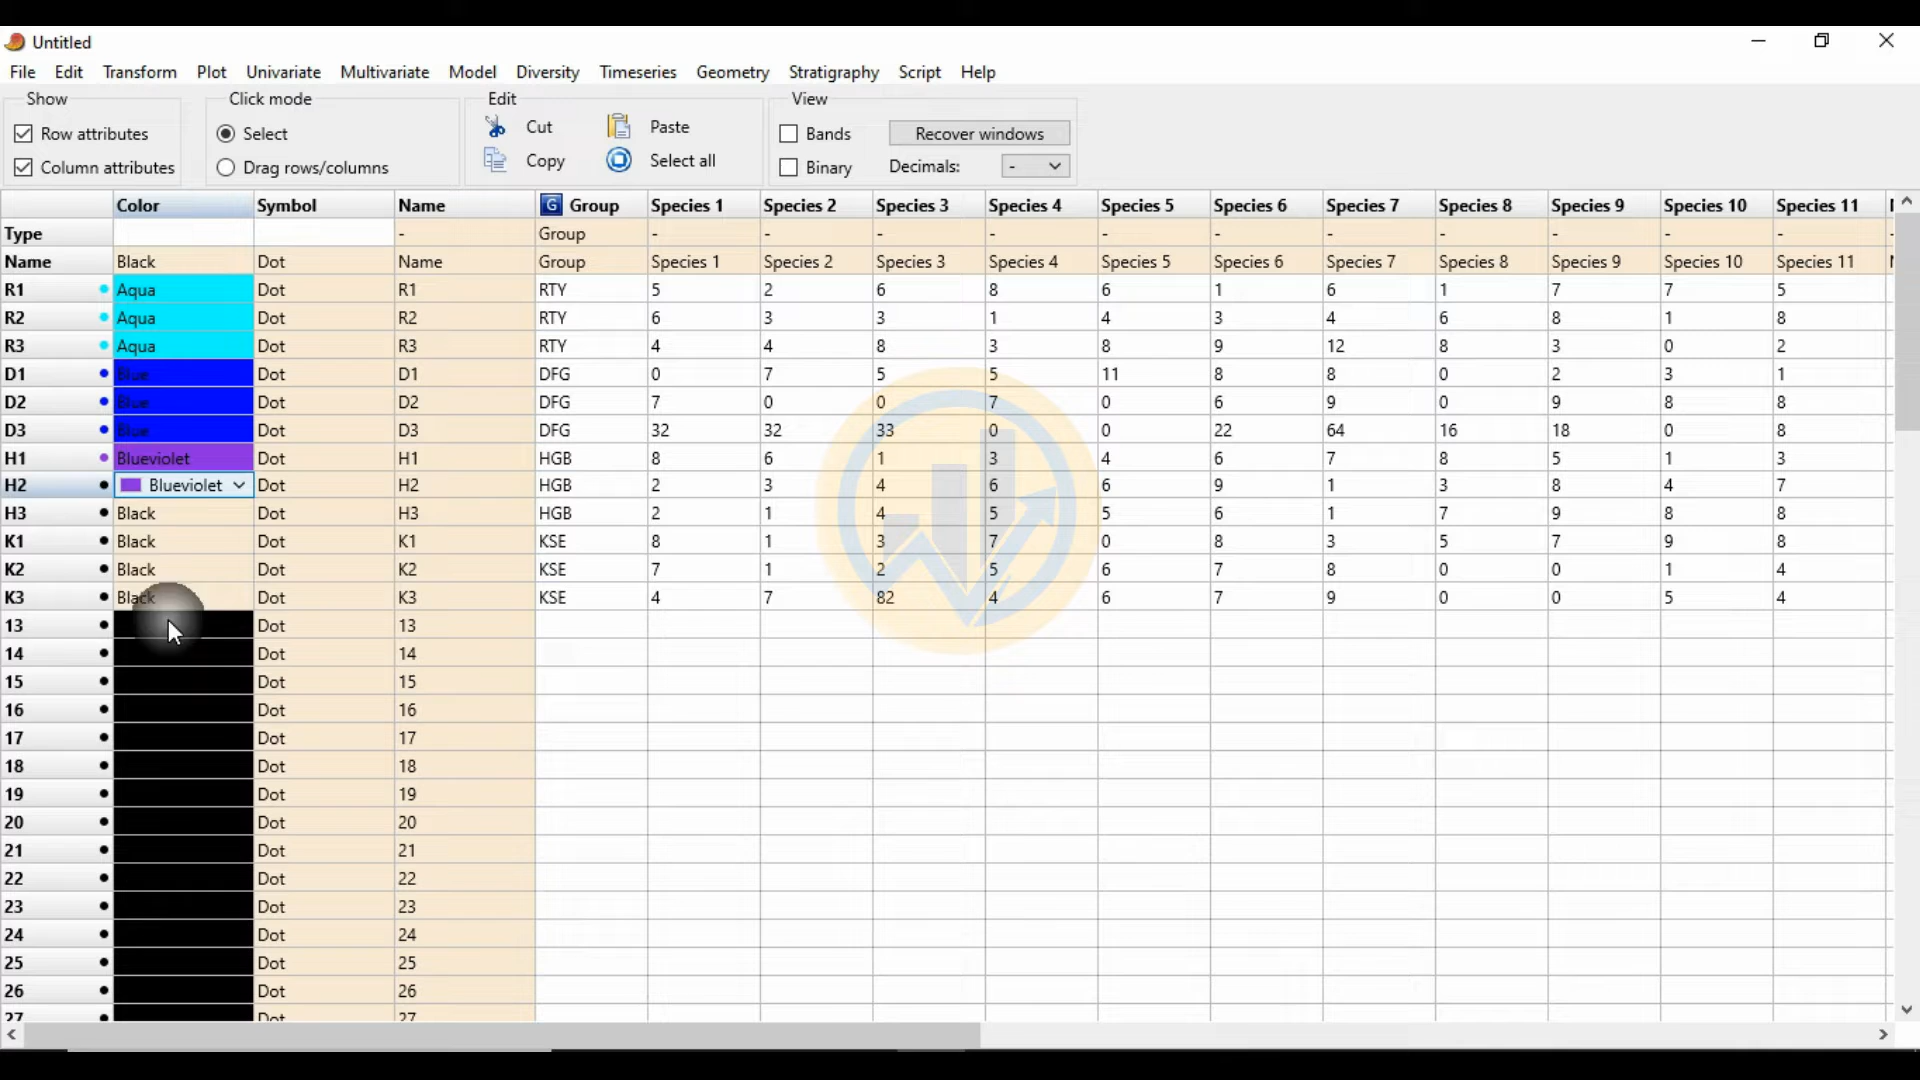 Untitled
File Edit Transform Plot Univariate Multivariate Model Diversity Timeseries Geometry Stratigraphy Script Help
Show Click mode Edit View
Row attributes Select Cut Paste Bands Recover windows
Column attributes Drag rows/columns Copy Select all Binary Decimals: -
Color Symbol Name G Group Species 1 Species 2 Species 3 Species 4 Species 5 Species 6 Species 7 Species 8 Species 9 Species 10 Species 11
Type - Group - - - - - - - - - - - -
Name Black Dot Name Group Species 1 Species 2 Species 3 Species 4 Species 5 Species 6 Species 7 Species 8 Species 9 Species 10 Species 11
R1 Aqua Dot R1 RTY 5 2 6 8 6 1 6 1 7 7 5
R2 Aqua Dot R2 RTY 6 3 3 1 4 3 4 6 8 1 8
R3 Aqua Dot R3 RTY 4 4 8 3 8 9 12 8 3 0 2
D1 Blue Dot D1 DFG 0 7 5 5 11 8 8 0 2 3 1
D2 Blue Dot D2 DFG 7 0 0 7 0 6 9 0 9 8 8
D3 Blue Dot D3 DFG 32 32 33 0 0 22 64 16 18 0 8
H1 Blueviolet Dot H1 HGB 8 6 1 3 4 6 7 8 5 1 3
H2 Blueviolet Dot H2 HGB 2 3 4 6 6 9 1 3 8 4 7
H3 Black Dot H3 HGB 2 1 4 5 5 6 1 7 9 8 8
K1 Black Dot K1 KSE 8 1 3 7 0 8 3 5 7 9 8
K2 Black Dot K2 KSE 7 1 2 5 6 7 8 0 0 1 4
K3 Black Dot K3 KSE 4 7 82 4 6 7 9 0 0 5 4
13 Dot 13
14 Dot 14
15 Dot 15
16 Dot 16
17 Dot 17
18 Dot 18
19 Dot 19
20 Dot 20
21 Dot 21
22 Dot 22
23 Dot 23
24 Dot 24
25 Dot 25
26 Dot 26
27 Dot 27